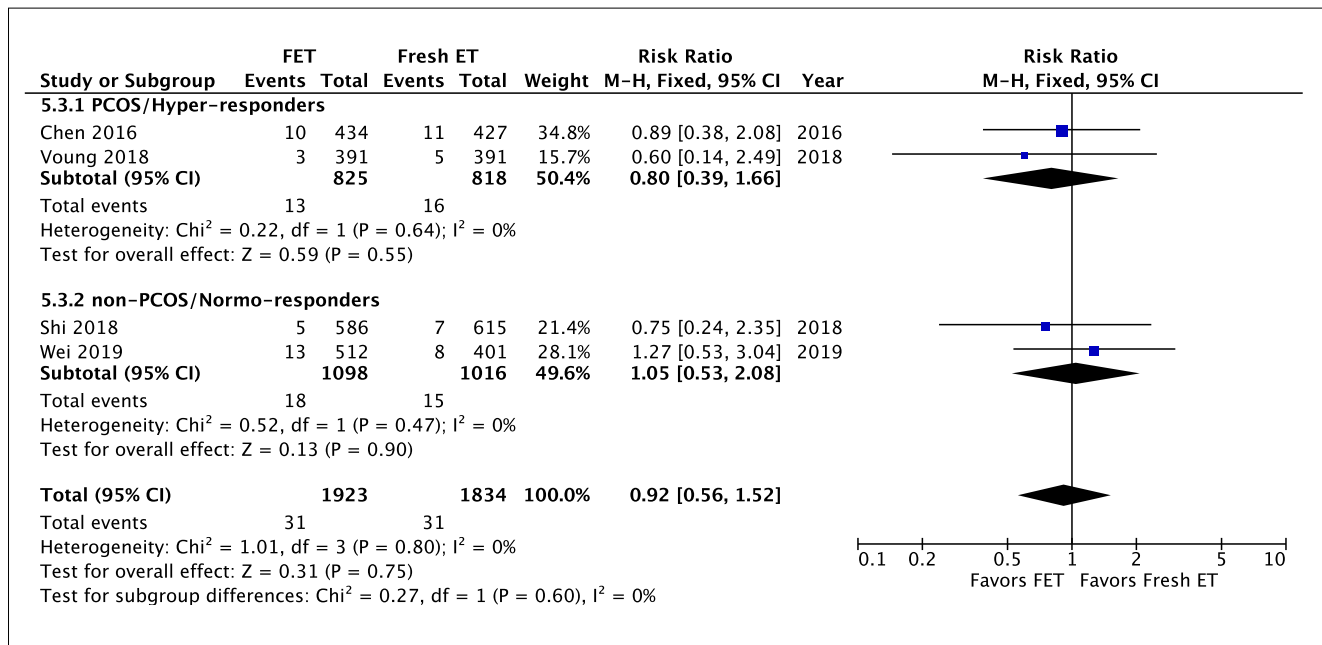 FET Fresh ET Risk Ratio Risk Ratio
Study or Subgroup Events Total Events Total Weight M-H, Fixed, 95% CI Year M-H, Fixed, 95% CI
5.3.1 PCOS/Hyper-responders
Chen 2016 10 434 11 427 34.8% 0.89 [0.38, 2.08] 2016
Voung 2018 3 391 5 391 15.7% 0.60 [0.14, 2.49] 2018
Subtotal (95% CI) 825 818 50.4% 0.80 [0.39, 1.66]
Total events 13 16
Heterogeneity: Chi² = 0.22, df = 1 (P = 0.64); I² = 0%
Test for overall effect: Z = 0.59 (P = 0.55)
5.3.2 non-PCOS/Normo-responders
Shi 2018 5 586 7 615 21.4% 0.75 [0.24, 2.35] 2018
Wei 2019 13 512 8 401 28.1% 1.27 [0.53, 3.04] 2019
Subtotal (95% CI) 1098 1016 49.6% 1.05 [0.53, 2.08]
Total events 18 15
Heterogeneity: Chi² = 0.52, df = 1 (P = 0.47); I² = 0%
Test for overall effect: Z = 0.13 (P = 0.90)
Total (95% CI) 1923 1834 100.0% 0.92 [0.56, 1.52]
Total events 31 31
Heterogeneity: Chi² = 1.01, df = 3 (P = 0.80); I² = 0%
Test for overall effect: Z = 0.31 (P = 0.75)
Test for subgroup differences: Chi² = 0.27, df = 1 (P = 0.60), I² = 0%
0.1 0.2 0.5 1 2 5 10
Favors FET Favors Fresh ET